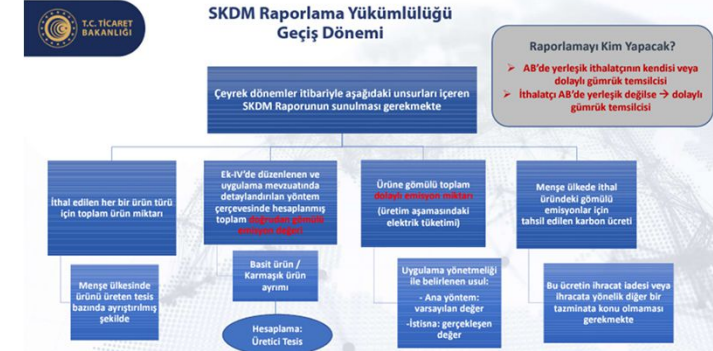 T.C. TİCARET
BAKANLIĞI
SKDM Raporlama Yükümlülüğü
Geçiş Dönemi
Raporlamayı Kim Yapacak?
➢ AB'de yerleşik ithalatçının kendisi veya
dolaylı gümrük temsilcisi
➢ İthalatçı AB'de yerleşik değilse → dolaylı
gümrük temsilcisi
Çeyrek dönemler itibariyle aşağıdaki unsurları içeren
SKDM Raporunun sunulması gerekmekte
İthal edilen her bir ürün türü
için toplam ürün miktarı
Menşe ülkesinde
ürünü üreten tesis
bazında ayrıştırılmış
şekilde
Ek-IV'de düzenlenen ve
uygulama mevzuatında
detaylandırılan yöntem
çerçevesinde hesaplanmış
toplam doğrudan gömülü
emisyon değeri
Basit ürün /
Karmaşık ürün
ayrımı
Hesaplama:
Üretici Tesis
Ürüne gömülü toplam
dolaylı emisyon miktarı
(üretim aşamasındaki
elektrik tüketimi)
Uygulama yönetmeliği
ile belirlenen usul:
- Ana yöntem:
varsayılan değer
-İstisna: gerçekleşen
değer
Menşe ülkede ithal
üründeki gömülü
emisyonlar için
tahsil edilen karbon ücreti
Bu ücretin ihracat iadesi veya
ihracata yönelik diğer bir
tazminata konu olmaması
gerekmekte